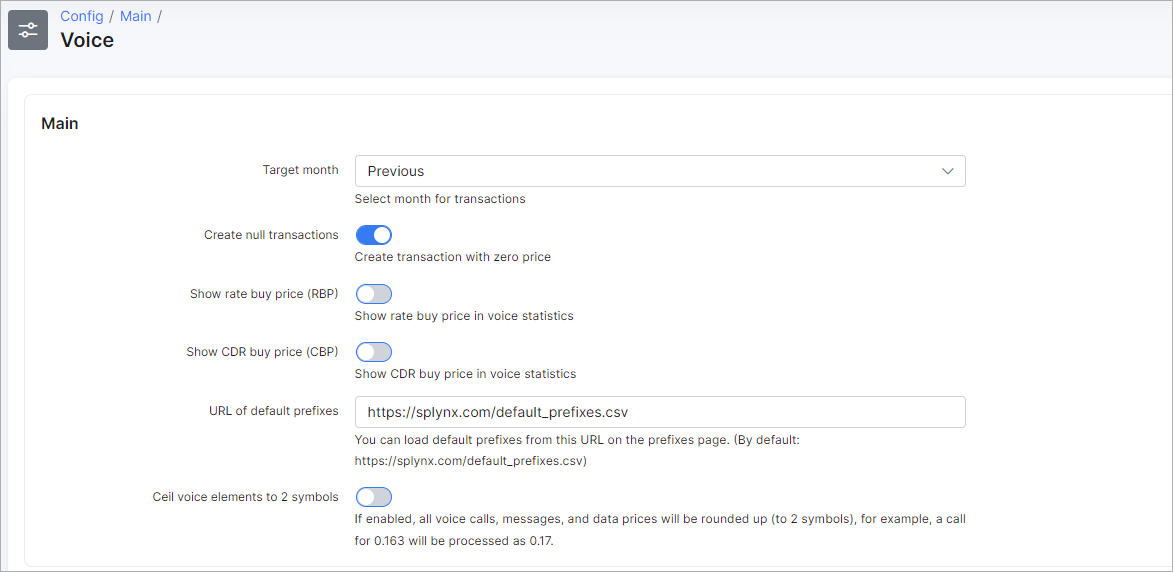 Config / Main /
Voice
Main
Target month
Previous
Select month for transactions
Create null transactions
Create transaction with zero price
Show rate buy price (RBP)
Show rate buy price in voice statistics
Show CDR buy price (CBP)
Show CDR buy price in voice statistics
URL of default prefixes
https://splynx.com/default_prefixes.csv
You can load default prefixes from this URL on the prefixes page. (By default:
https://splynx.com/default_prefixes.csv)
Ceil voice elements to 2 symbols
If enabled, all voice calls, messages, and data prices will be rounded up (to 2 symbols), for example, a call
for 0.163 will be processed as 0.17.